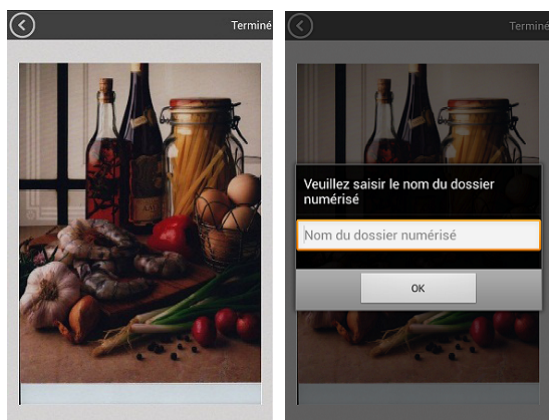 Terminé
Terminé
Veuillez saisir le nom du dossier
numérisé
Nom du dossier numérisé
OK